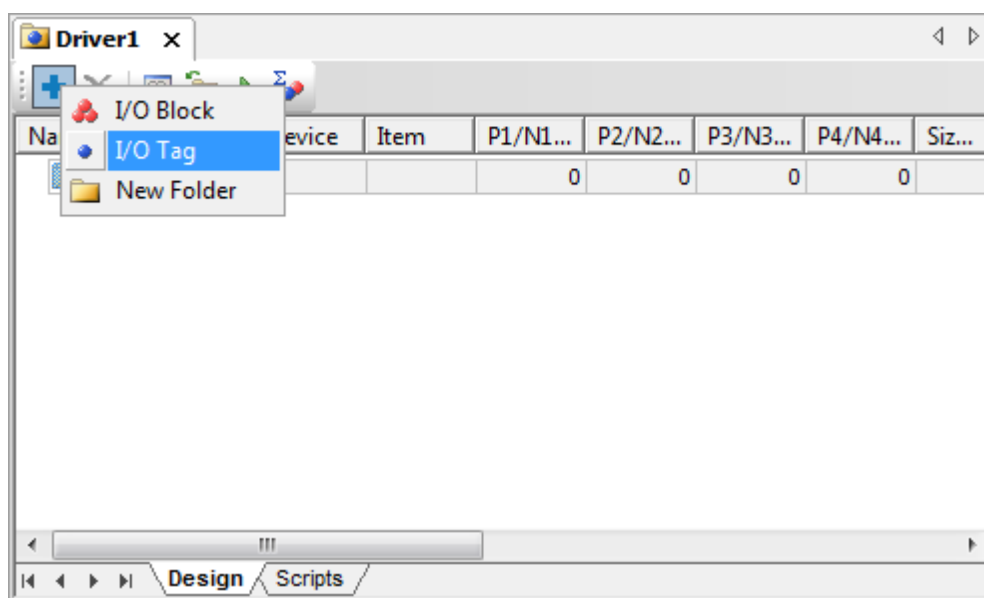 Driver1 X
I/O Block
Na evice Item P1/N1... P2/N2... P3/N3... P4/N4... Siz...
I/O Tag
0 0 0 0
New Folder
Design Scripts